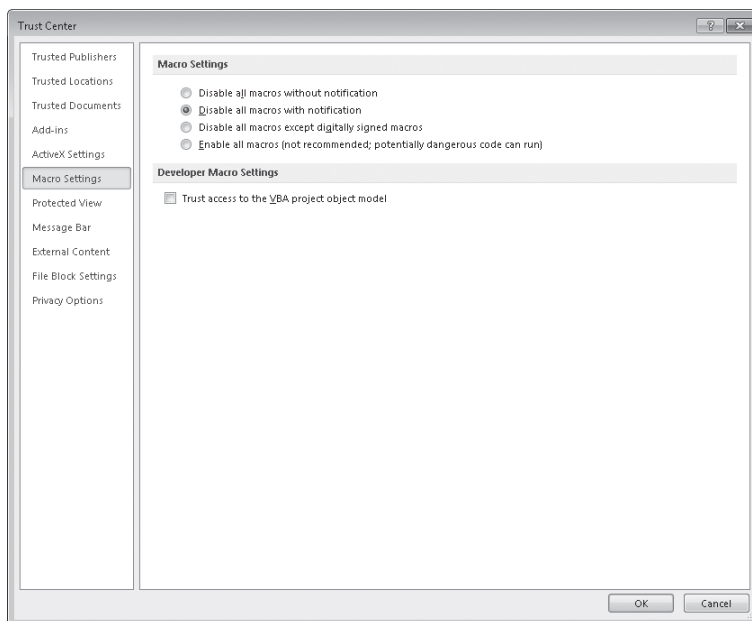 Trust Center
Trusted Publishers
Trusted Locations
Trusted Documents
Add-ins
ActiveX Settings
Macro Settings
Protected View
Message Bar
External Content
File Block Settings
Privacy Options
Macro Settings
Disable all macros without notification
Disable all macros with notification
Disable all macros except digitally signed macros
Enable all macros (not recommended; potentially dangerous code can run)
Developer Macro Settings
Trust access to the VBA project object model
OK
Cancel